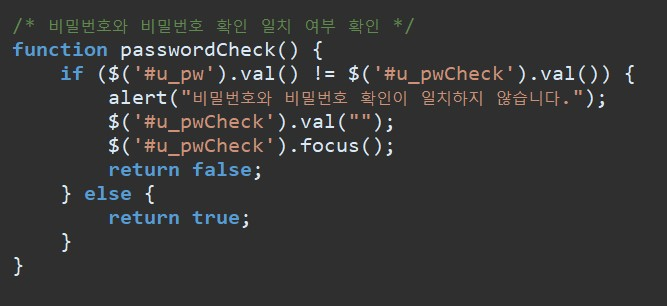 /* 비밀번호와 비밀번호 확인 일치 여부 확인 */
function passwordCheck() {
    if ($('#u_pw').val() != $('#u_pwCheck').val()) {
        alert("비밀번호와 비밀번호 확인이 일치하지 않습니다.");
        $('#u_pwCheck').val("");
        $('#u_pwCheck').focus();
        return false;
    } else {
        return true;
    }
}